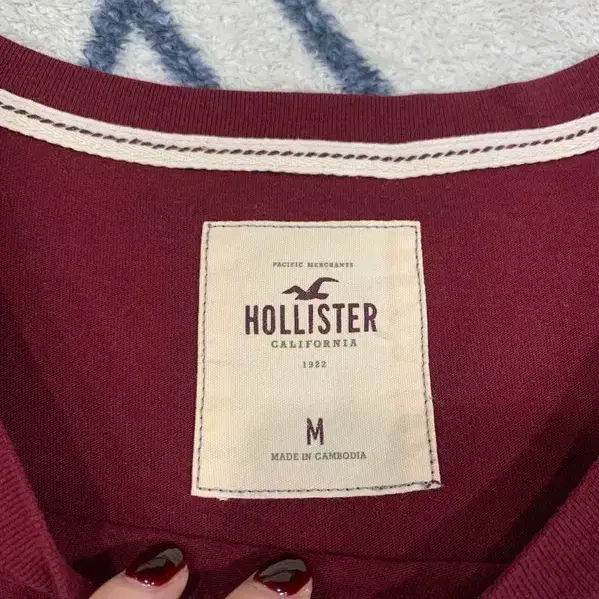 PACIFIC MERCHANTS
HOLLISTER
CALIFORNIA
1922
M
MADE IN CAMBODIA